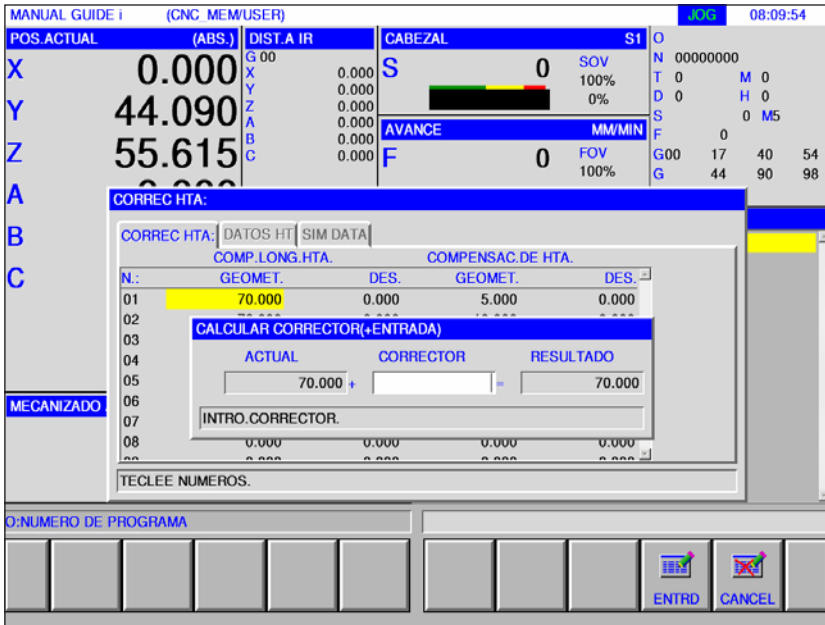 MANUAL GUIDE i (CNC_MEM/USER) JOG 08:09:54
POS.ACTUAL (ABS.) DIST.A IR CABEZAL S1 O
G 00 N 00000000
X 0.000 X 0.000 S 0 SOV 100% 0% T 0 M 0
Y 0.000 D 0 H 0
Y 44.090 Z 0.000 S 0 M5
A 0.000 AVANCE MM/MIN F 0
B 0.000
Z 55.615 C 0.000 F 0 FOV 100% G00 17 40 54
G 44 90 98
A
B
C
CORREC HTA:
CORREC HTA: DATOS HT SIM DATA
COMP.LONG.HTA. COMPENSAC.DE HTA.
N.: GEOMET. DES. GEOMET. DES.
01 70.000 0.000 5.000 0.000
02
03
04
05
06
07
08 0.000 0.000 0.000 0.000
CALCULAR CORRECTOR(+ENTRADA)
ACTUAL CORRECTOR RESULTADO
70.000 + = 70.000
INTRO.CORRECTOR.
TECLEE NUMEROS.
MECANIZADO
O:NUMERO DE PROGRAMA
ENTRD CANCEL